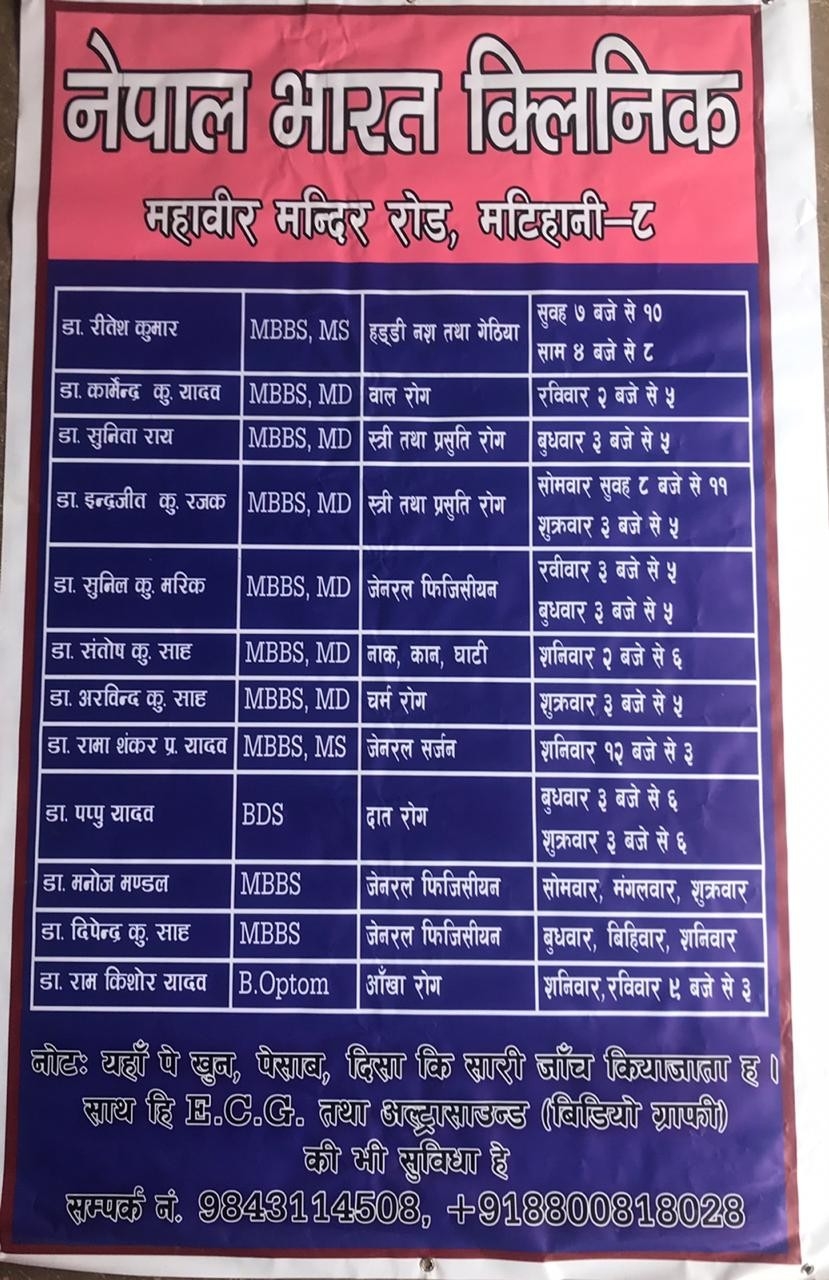 नेपाल भारत क्लिनिक
महावीर मन्दिर रोड, मटिहानी–८
डा. रीतेश कुमार MBBS, MS हड्डी नश तथा गेठिया सुवह ७ बजे से १०
साम ४ बजे से ८
डा. कार्मेन्द्र कु. यादव MBBS, MD वाल रोग रविवार २ बजे से ५
डा. सुनिता राय MBBS, MD स्त्री तथा प्रसुति रोग बुधवार ३ बजे से ५
डा. इन्द्रजीत कु. रजक MBBS, MD स्त्री तथा प्रसुति रोग सोमवार सुवह ८ बजे से ११
शुक्रवार ३ बजे से ५
डा. सुनिल कु. मरिक MBBS, MD जेनरल फिजिसीयन रवीवार ३ बजे से ५
बुधवार ३ बजे से ५
डा. संतोष कु. साह MBBS, MD नाक, कान, घाटी शनिवार २ बजे से ६
डा. अरविन्द कु. साह MBBS, MD चर्म रोग शुक्रवार ३ बजे से ५
डा. रामा शंकर प्र. यादव MBBS, MS जेनरल सर्जन शनिवार १२ बजे से ३
डा. पप्पु यादव BDS दात रोग बुधवार ३ बजे से ६
शुक्रवार ३ बजे से ६
डा. मनोज मण्डल MBBS जेनरल फिजिसीयन सोमवार, मंगलवार, शुक्रवार
डा. दिपेन्द्र कु. साह MBBS जेनरल फिजिसीयन बुधवार, बिहिवार, शनिवार
डा. राम किशोर यादव B.Optom आँखा रोग शनिवार,रविवार ९ बजे से ३
नोटः यहाँ पे खुन, पेसाब, दिसा कि सारी जाँच कियाजाता ह।
साथ हि E.C.G. तथा अल्ट्रासाउन्ड (बिडियो ग्राफी)
की भी सुविधा हे
सम्पर्क नं. 9843114508, +918800818028